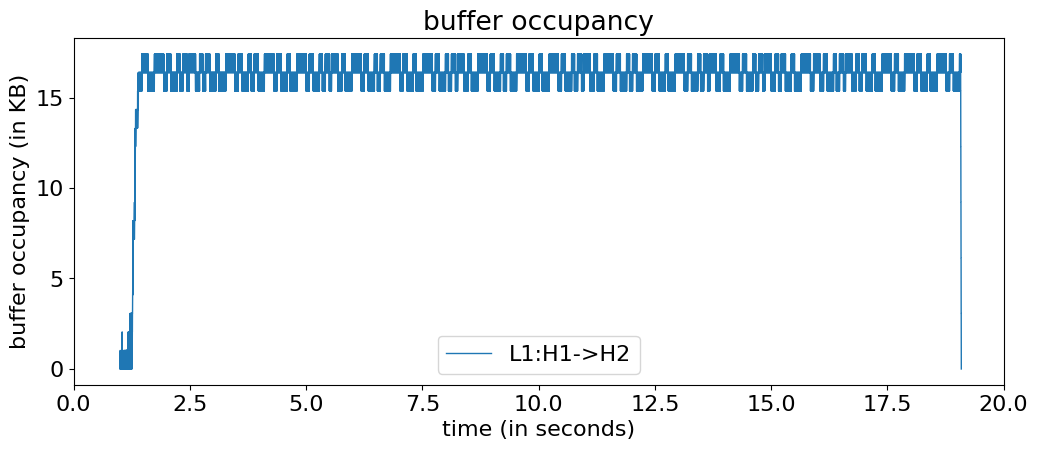 buffer occupancy
buffer occupancy (in KB)
15
10
5
0
L1:H1->H2
0.0 2.5 5.0 7.5 10.0 12.5 15.0 17.5 20.0
time (in seconds)